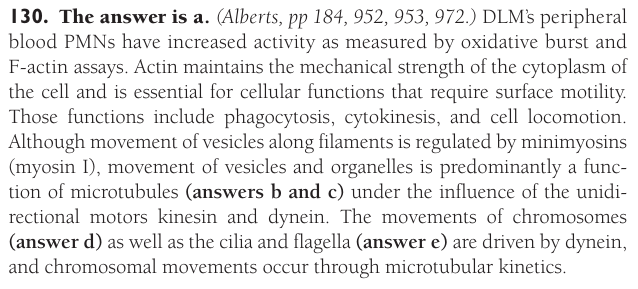 130. The answer is a. (Alberts, pp 184, 952, 953, 972.) DLM's peripheral
blood PMNs have increased activity as measured by oxidative burst and
F-actin assays. Actin maintains the mechanical strength of the cytoplasm of
the cell and is essential for cellular functions that require surface motility.
Those functions include phagocytosis, cytokinesis, and cell locomotion.
Although movement of vesicles along filaments is regulated by minimyosins
(myosin I), movement of vesicles and organelles is predominantly a func-
tion of microtubules (answers b and c) under the influence of the unidi-
rectional motors kinesin and dynein. The movements of chromosomes
(answer d) as well as the cilia and flagella (answer e) are driven by dynein,
and chromosomal movements occur through microtubular kinetics.